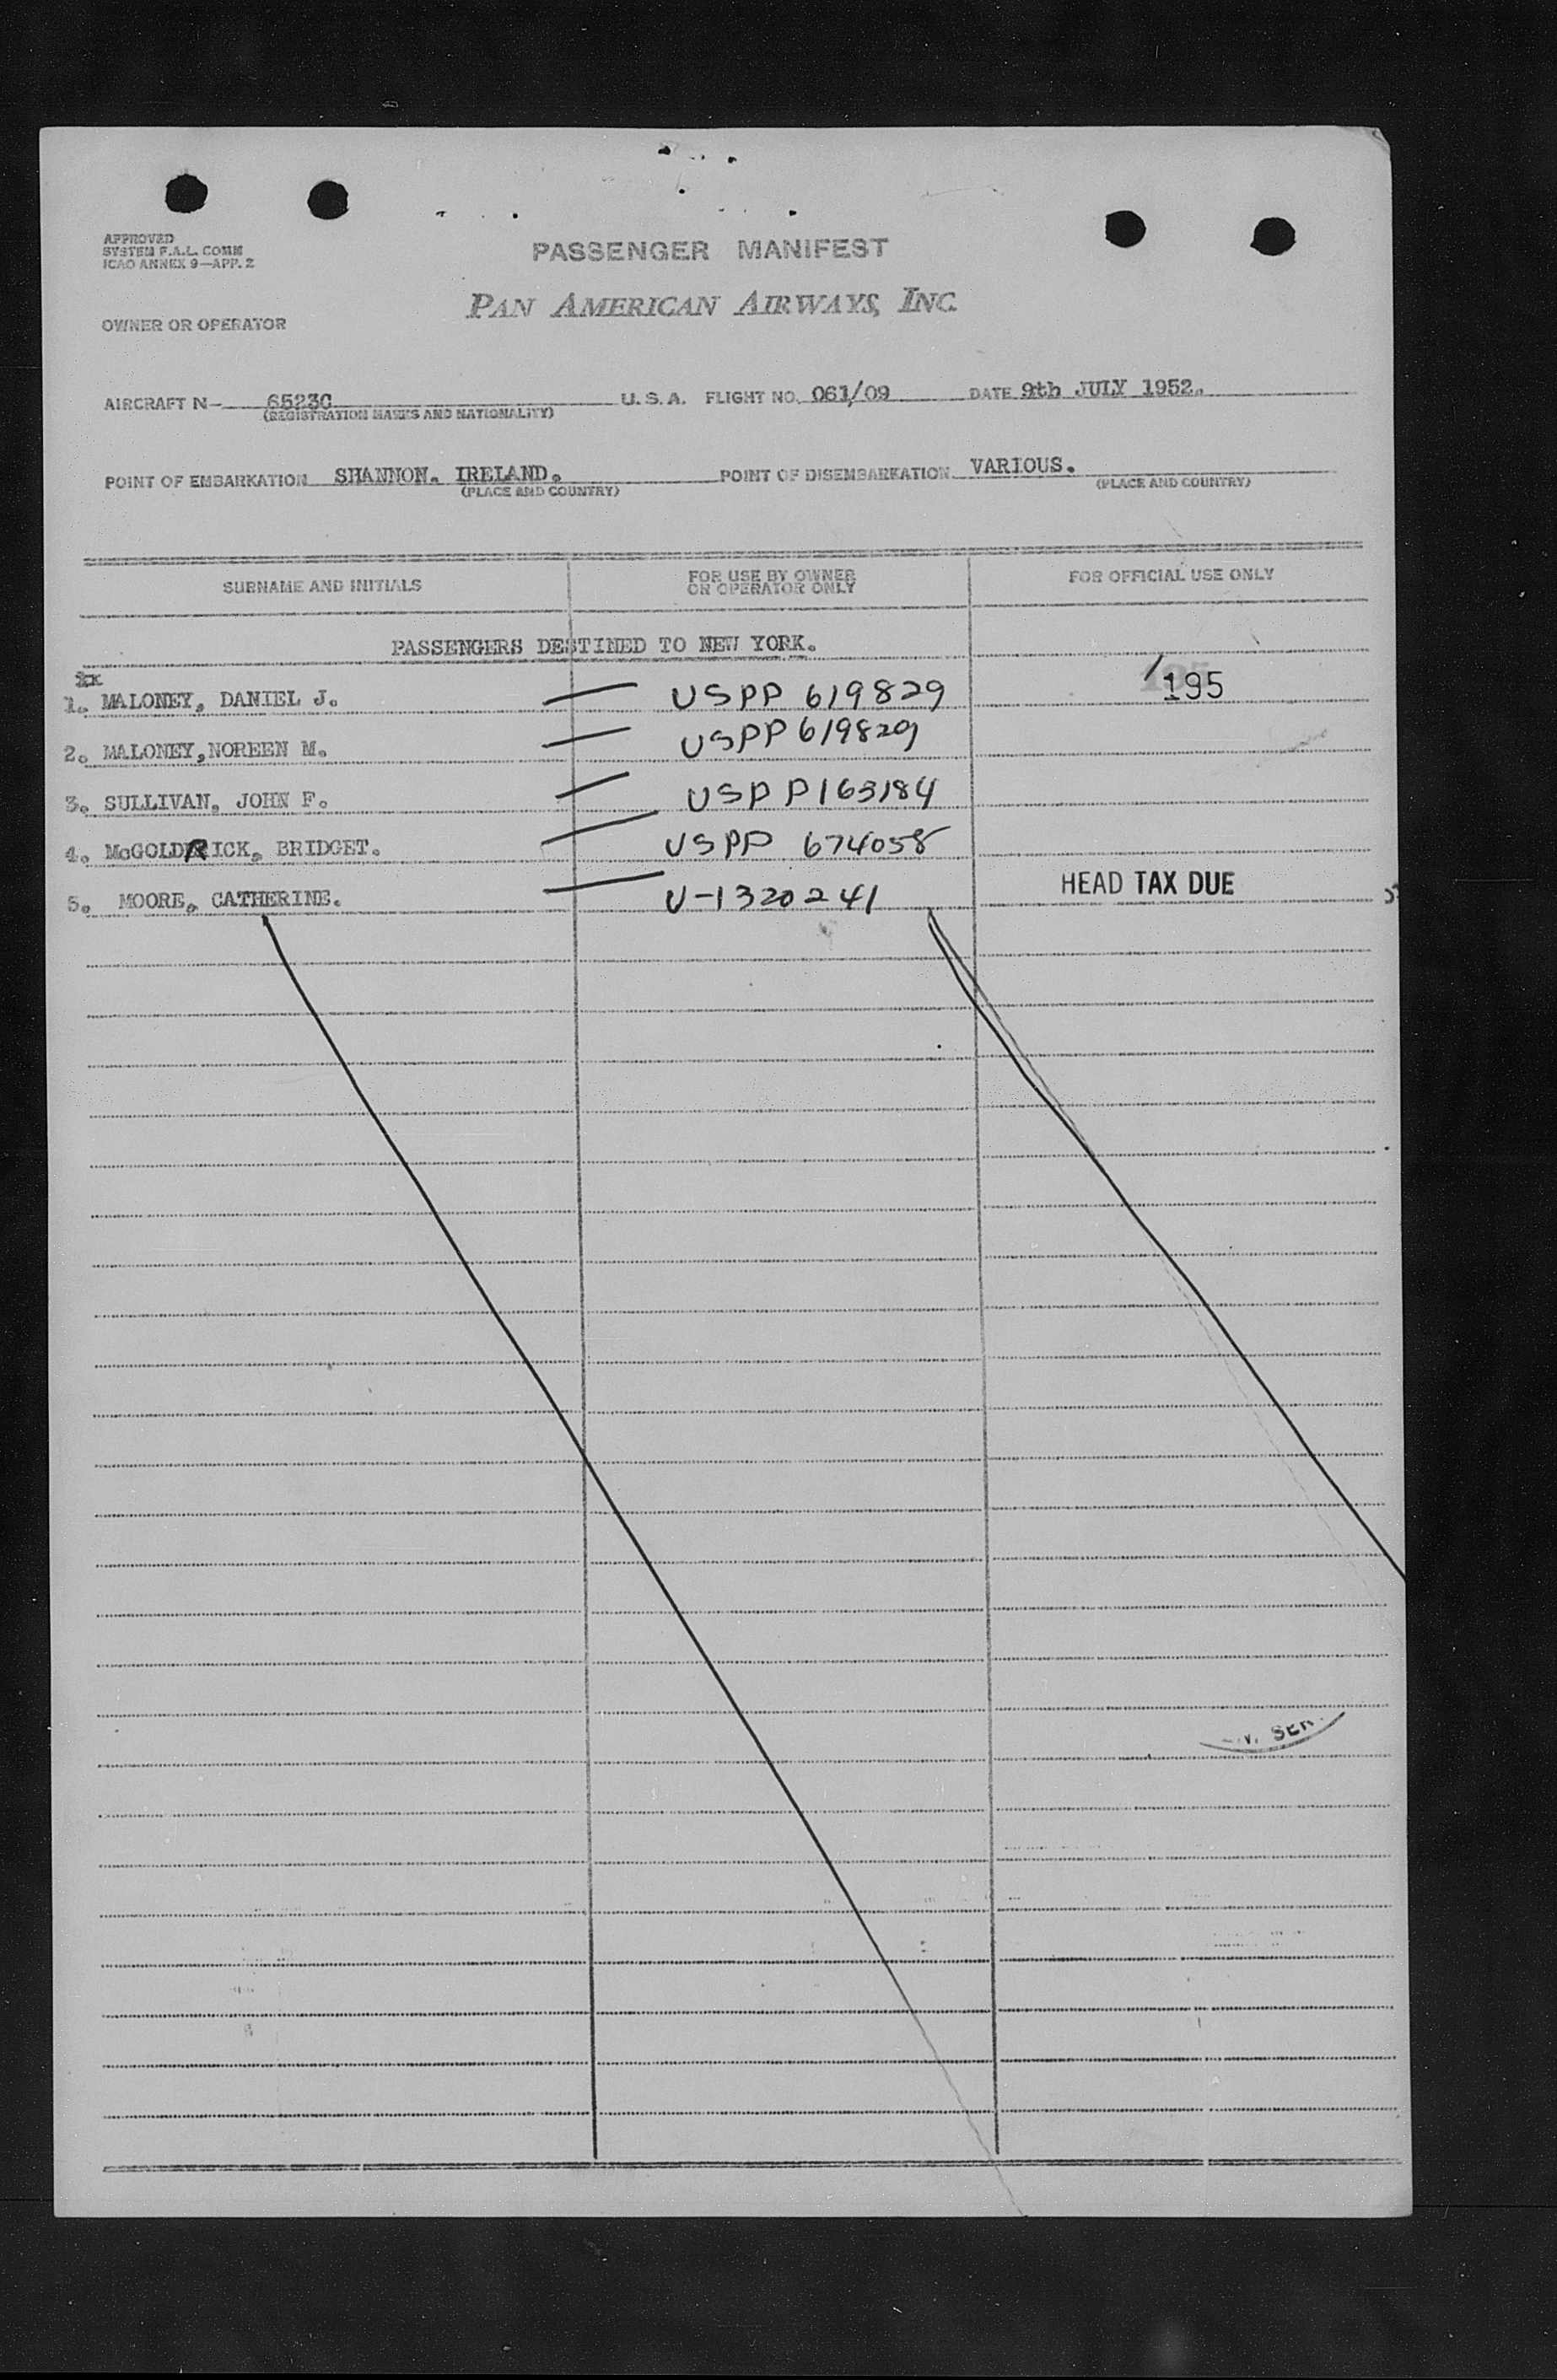 APPROVED
SYSTEM F.A.L. COMM
ICAO ANNEX 9—APP. 2
PASSENGER MANIFEST
PAN AMERICAN AIRWAYS, INC.
OWNER OR OPERATOR
AIRCRAFT N- 65230 U. S. A. FLIGHT NO. 061/09 DATE 9th JULY 1952.
(REGISTRATION MARKS AND NATIONALITY)
POINT OF EMBARKATION SHANNON. IRELAND. POINT OF DISEMBARKATION VARIOUS.
(PLACE AND COUNTRY) (PLACE AND COUNTRY)
SURNAME AND INITIALS FOR USE BY OWNER OR OPERATOR ONLY FOR OFFICIAL USE ONLY
PASSENGERS DESTINED TO NEW YORK.
1. MALONEY, DANIEL J. — USPP 619829 /195
2. MALONEY,NOREEN M. — USPP 619829
3. SULLIVAN, JOHN F. — USPP 163184
4. McGOLDRICK, BRIDGET. — USPP 674058
5. MOORE, CATHERINE. — U-1320241 HEAD TAX DUE